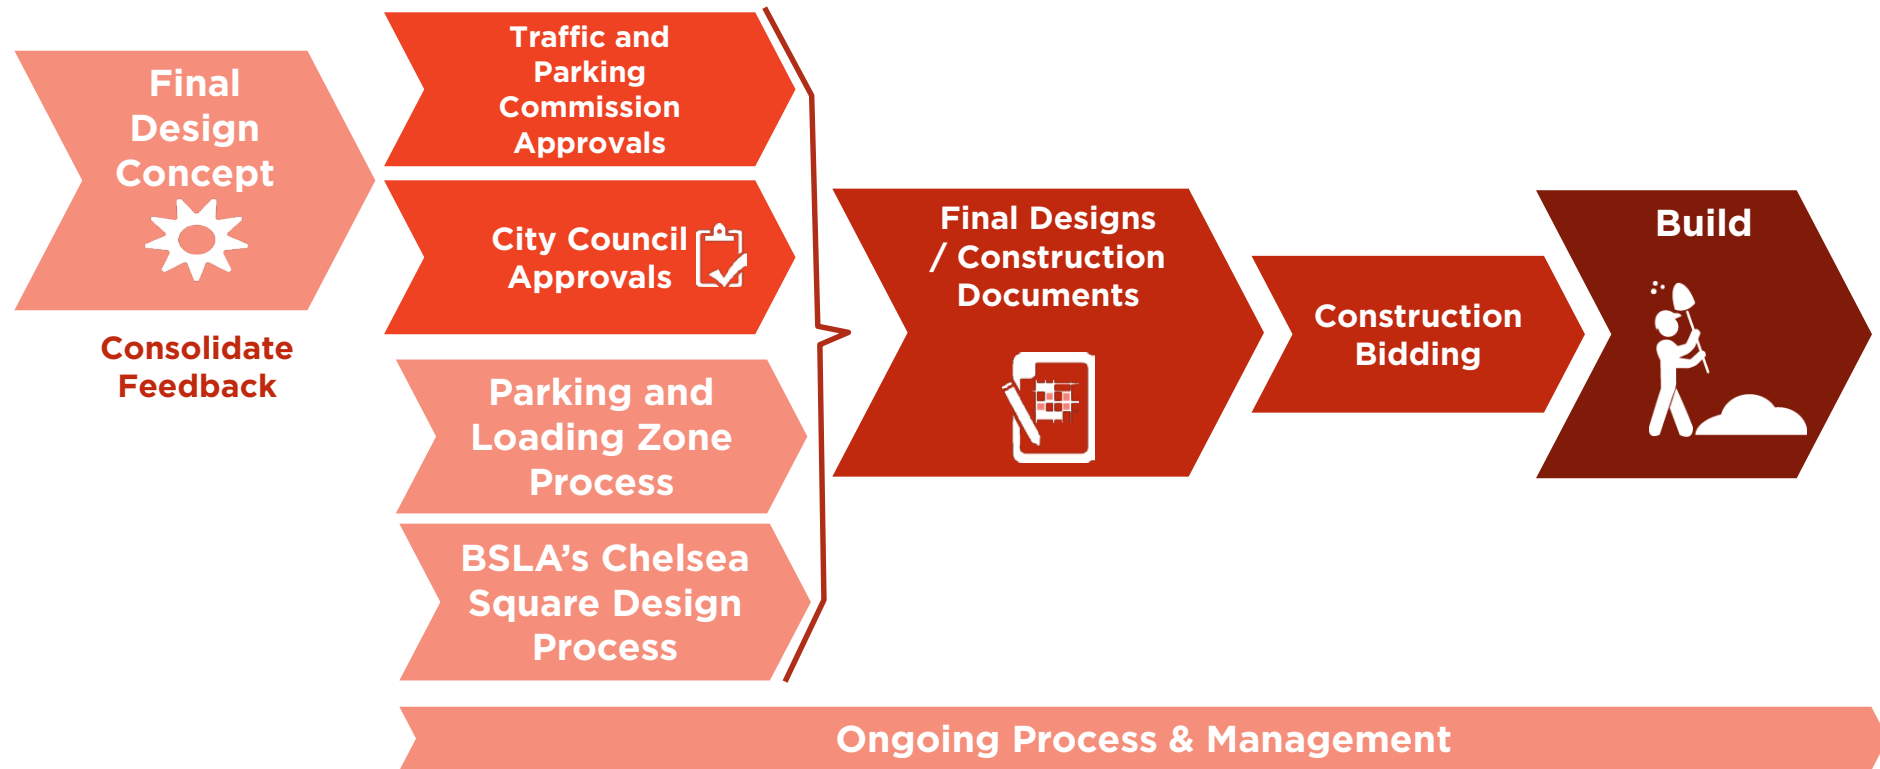 Final
Design
Concept
Consolidate
Feedback
Traffic and
Parking
Commission
Approvals
City Council
Approvals
Parking and
Loading Zone
Process
BSLA’s Chelsea
Square Design
Process
Final Designs
/ Construction
Documents
Construction
Bidding
Build
Ongoing Process & Management